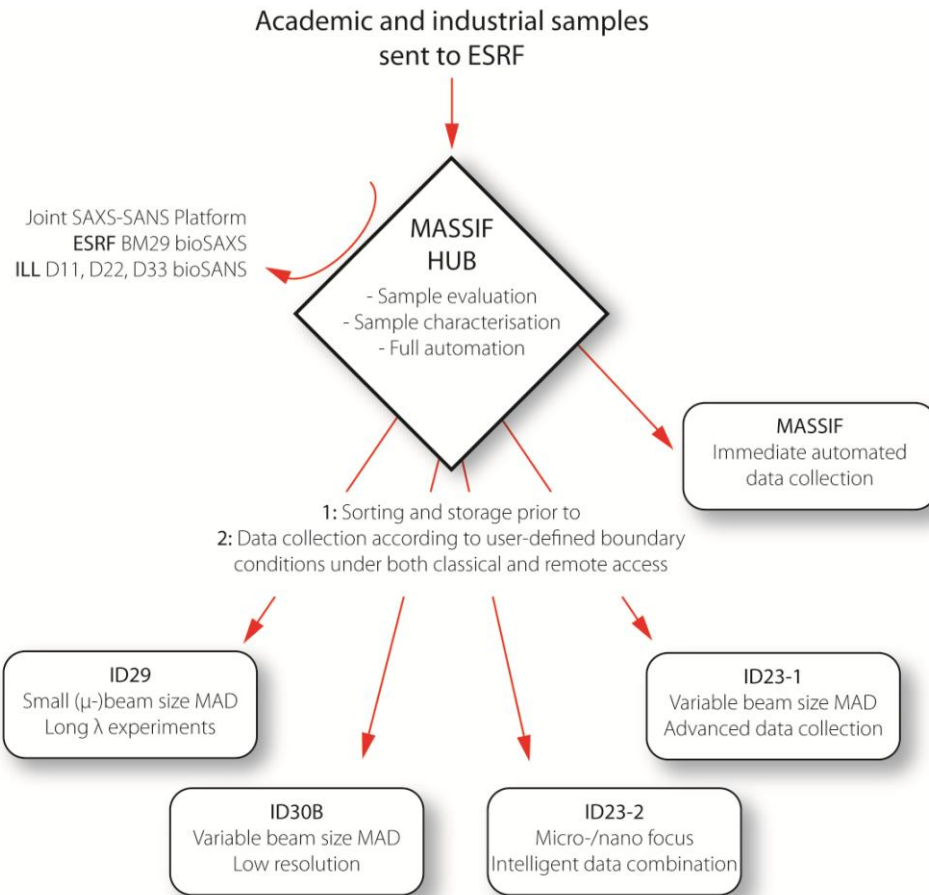 Academic and industrial samples
sent to ESRF
Joint SAXS-SANS Platform
ESRF BM29 bioSAXS
ILL D11, D22, D33 bioSANS
MASSIF
HUB
- Sample evaluation
- Sample characterisation
- Full automation
MASSIF
Immediate automated
data collection
1: Sorting and storage prior to
2: Data collection according to user-defined boundary
conditions under both classical and remote access
ID29
Small (μ-)beam size MAD
Long λ experiments
ID23-1
Variable beam size MAD
Advanced data collection
ID30B
Variable beam size MAD
Low resolution
ID23-2
Micro-/nano focus
Intelligent data combination